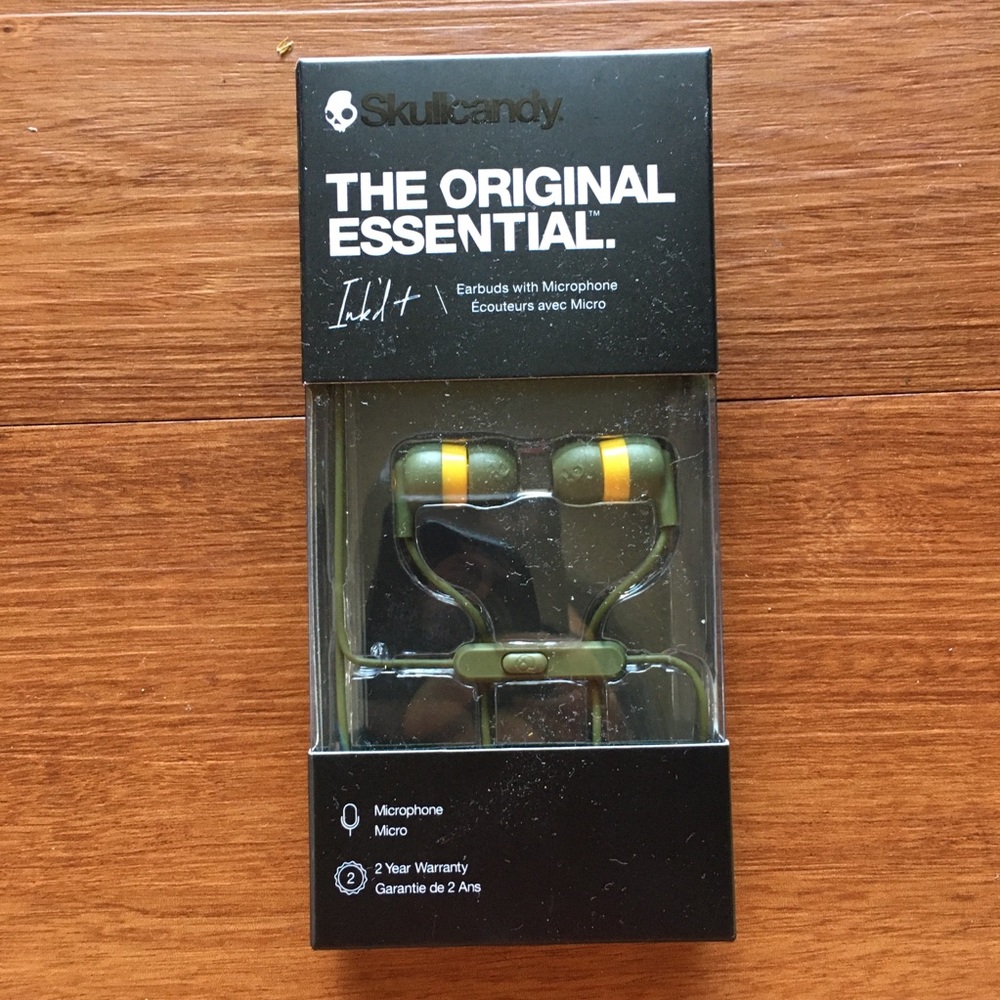 Skullcandy.
THE ORIGINAL
ESSENTIAL.™
Ink'd+ \ Earbuds with Microphone
Écouteurs avec Micro
Microphone
Micro
2
2 Year Warranty
Garantie de 2 Ans